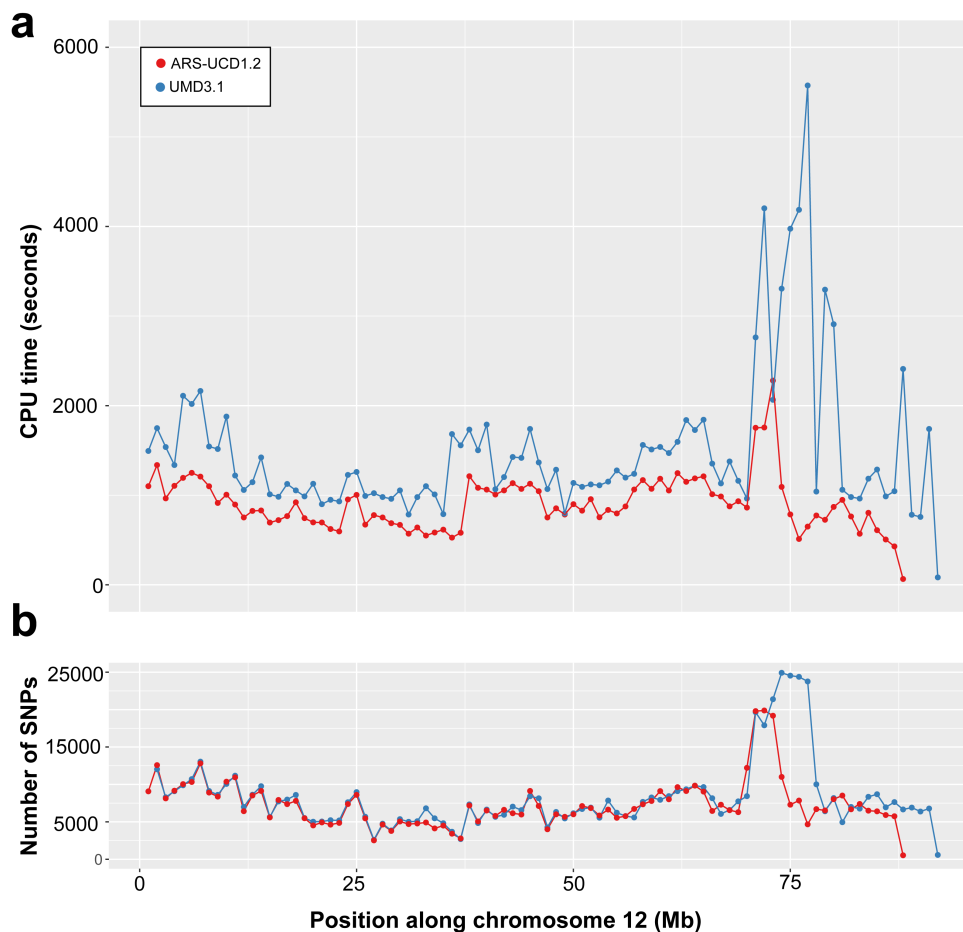 a
6000
ARS-UCD1.2
UMD3.1
4000
CPU time (seconds)
2000
0
b
25000
Number of SNPs
15000
5000
0
0
25
50
75
Position along chromosome 12 (Mb)